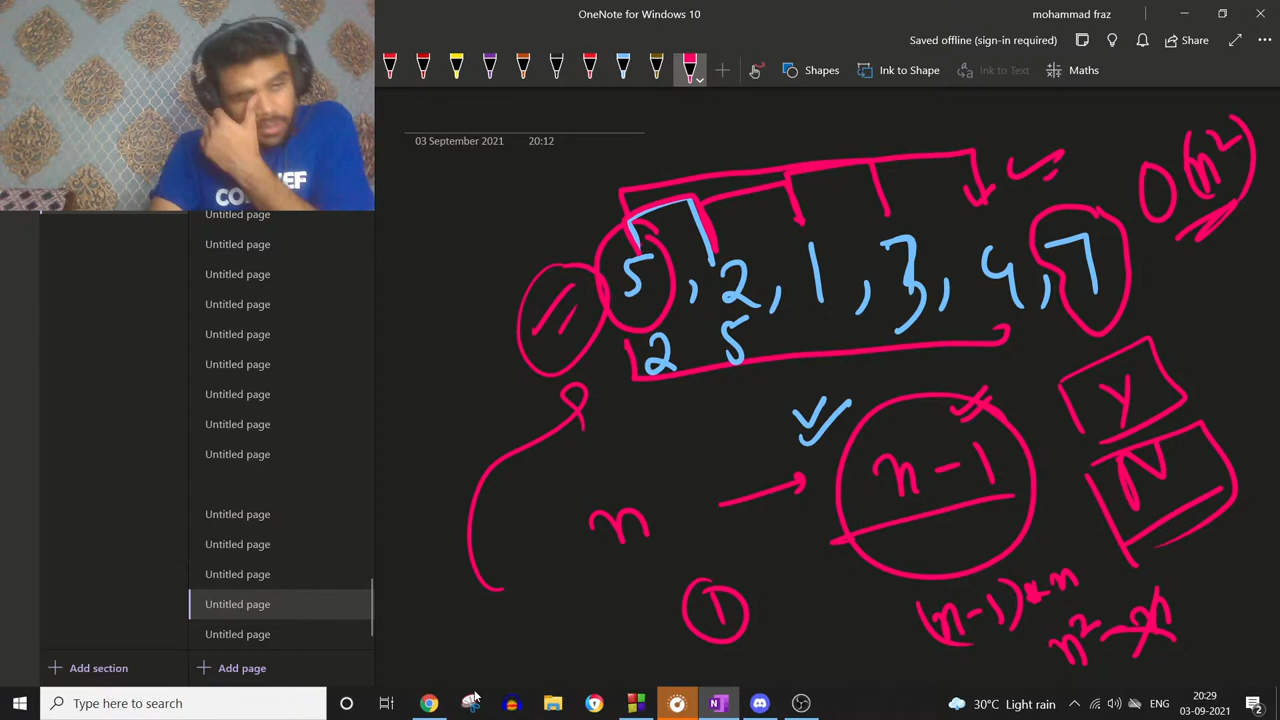 OneNote for Windows 10
mohammad fraz
Saved offline (sign-in required)
Share
Shapes
Ink to Shape
Ink to Text
Maths
03 September 2021 20:12
O(n²)
5, 2, 1, 3, 4, 7
2 5
n → n-1
Y
N
1
(n-1)*n
n²-n
Untitled page
Untitled page
Untitled page
Untitled page
Untitled page
Untitled page
Untitled page
Untitled page
Untitled page
Untitled page
Untitled page
Untitled page
Untitled page
Untitled page
Add section
Add page
Type here to search
30°C Light rain
ENG
20:29
03-09-2021
2